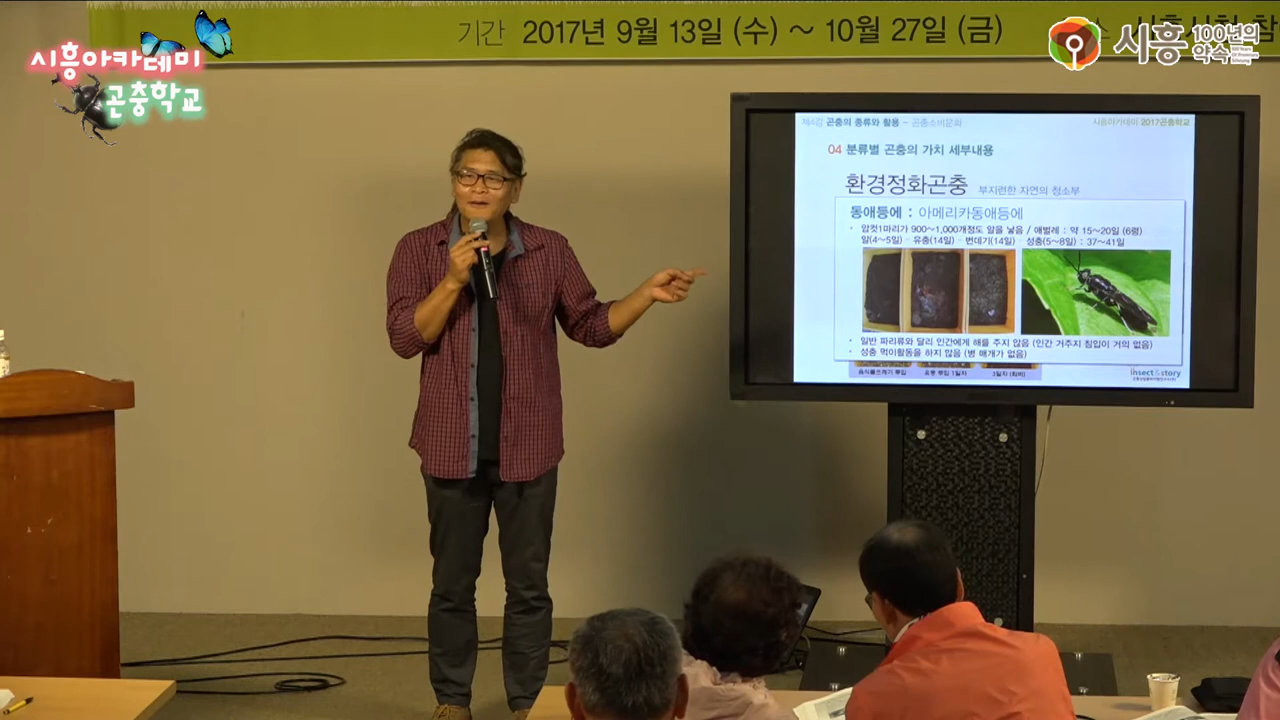 기간 2017년 9월 13일 (수) ~ 10월 27일 (금)
시흥아카데미
곤충학교
시흥 100년의 약속
제4강 곤충의 종류와 활용 - 곤충소비문화
시흥아카데미 2017곤충학교
04 분류별 곤충의 가치 세부내용
환경정화곤충 부지런한 자연의 청소부
동애등에 : 아메리카동애등에
· 암컷1마리가 900~1,000개정도 알을 낳음 / 애벌레 : 약 15~20일 (6령)
알(4~5일) - 유충(14일) - 번데기(14일) - 성충(5~8일) : 37~41일
· 일반 파리류와 달리 인간에게 해를 주지 않음 (인간 거주지 침입이 거의 없음)
· 성충 먹이활동을 하지 않음 (병 매개가 없음)
음식물쓰레기 투입
insect&story